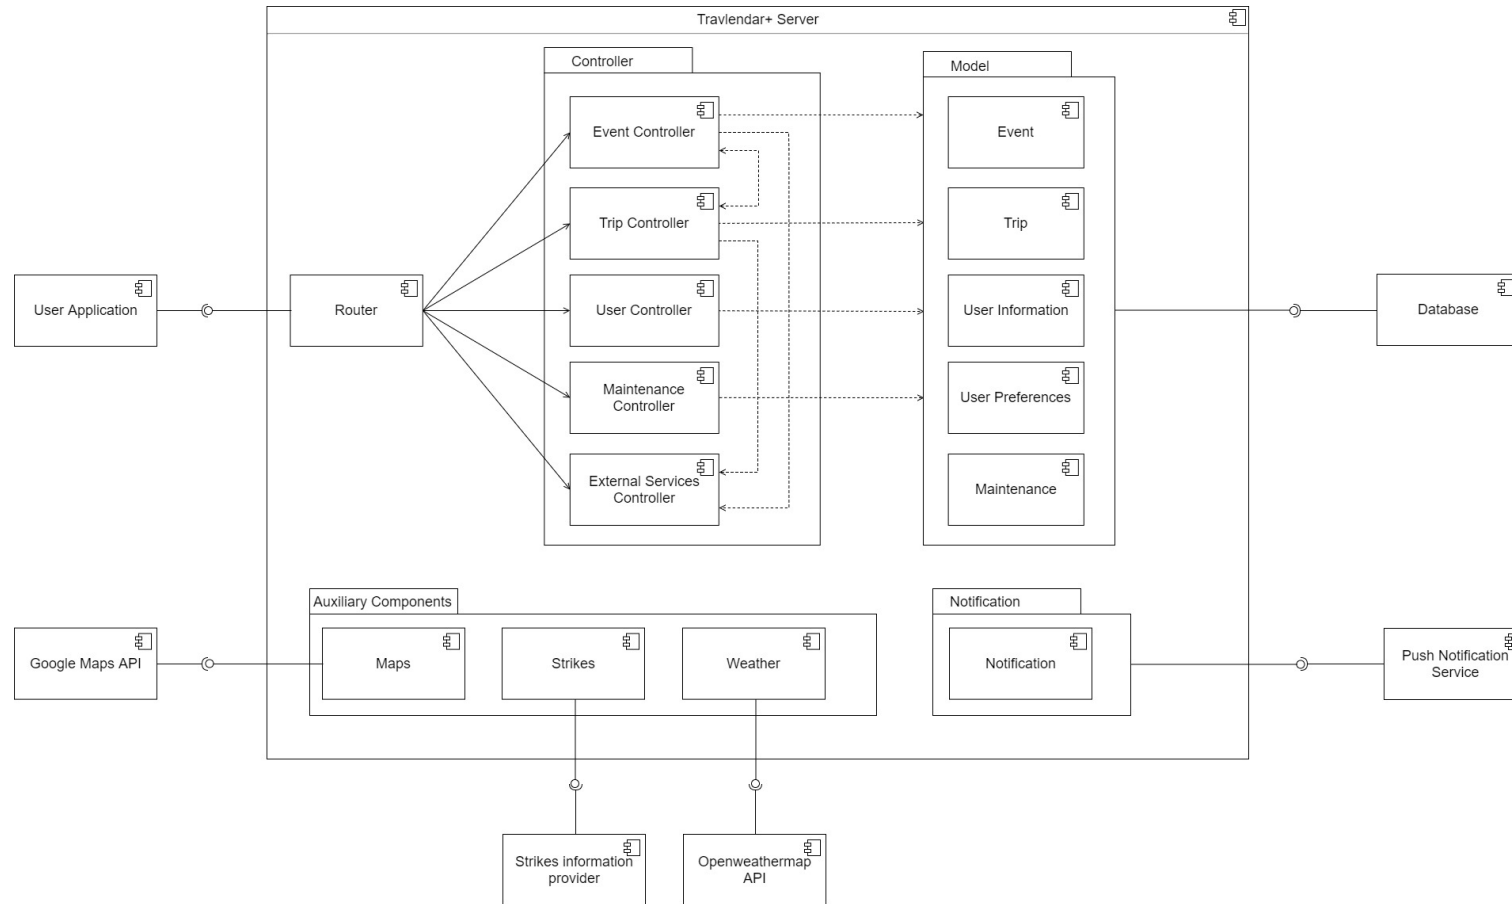 Travlendar+ Server
Controller
Model
Event Controller
Event
Trip Controller
Trip
User Application
Router
User Controller
User Information
Database
Maintenance
Controller
User Preferences
External Services
Controller
Maintenance
Auxiliary Components
Notification
Google Maps API
Maps
Strikes
Weather
Notification
Push Notification
Service
Strikes information
provider
Openweathermap
API